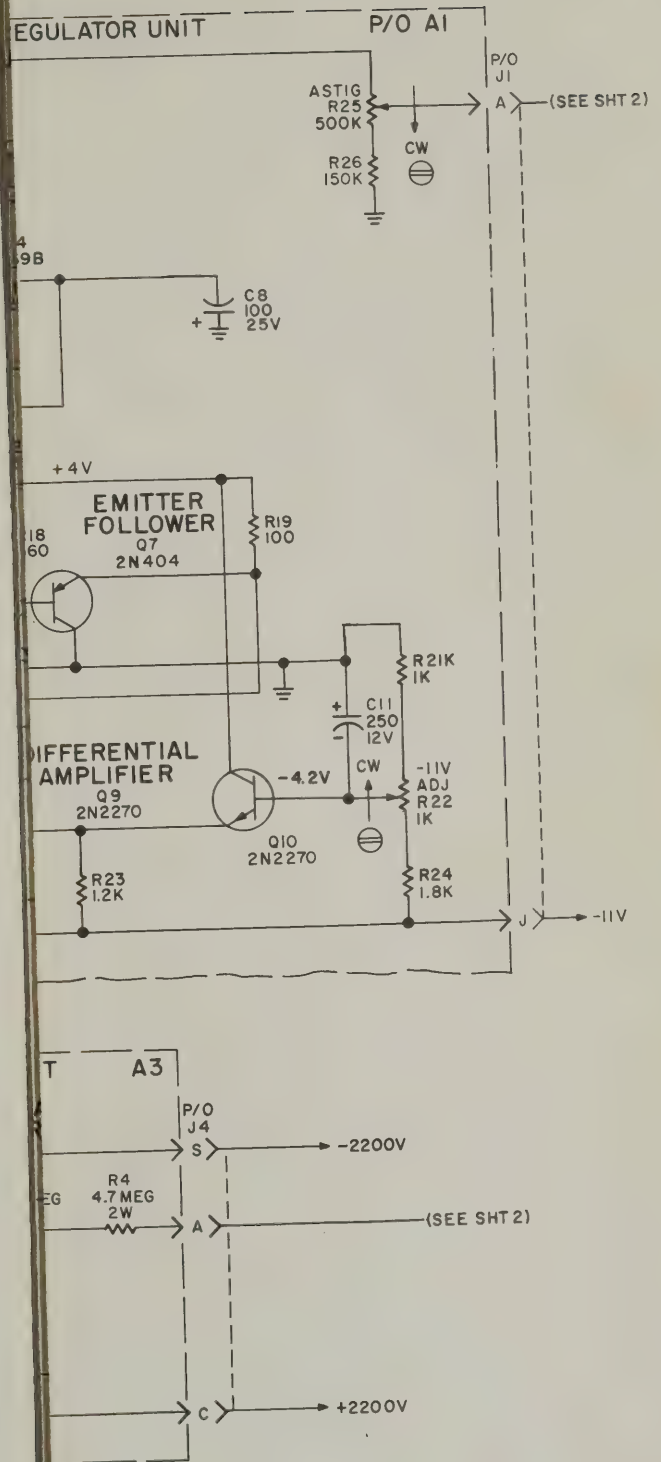 EGULATOR UNIT
P/O A1
P/O
J1
ASTIG
R25
500K
A
(SEE SHT 2)
CW
R26
150K
4
9B
C8
100
25V
+
+4V
EMITTER
FOLLOWER
Q7
2N404
R19
100
18
60
R21K
1K
+
C11
250
12V
-
DIFFERENTIAL
AMPLIFIER
Q9
2N2270
-4.2V
CW
-11V
ADJ
R22
1K
Q10
2N2270
R23
1.2K
R24
1.8K
J
-11V
T
A3
P/O
J4
S
-2200V
EG
R4
4.7 MEG
2W
A
(SEE SHT 2)
C
+2200V